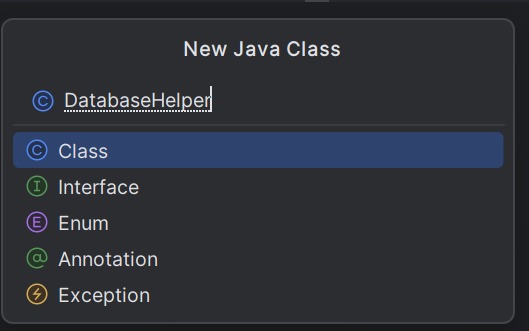 New Java Class
DatabaseHelper
Class
Interface
Enum
Annotation
Exception